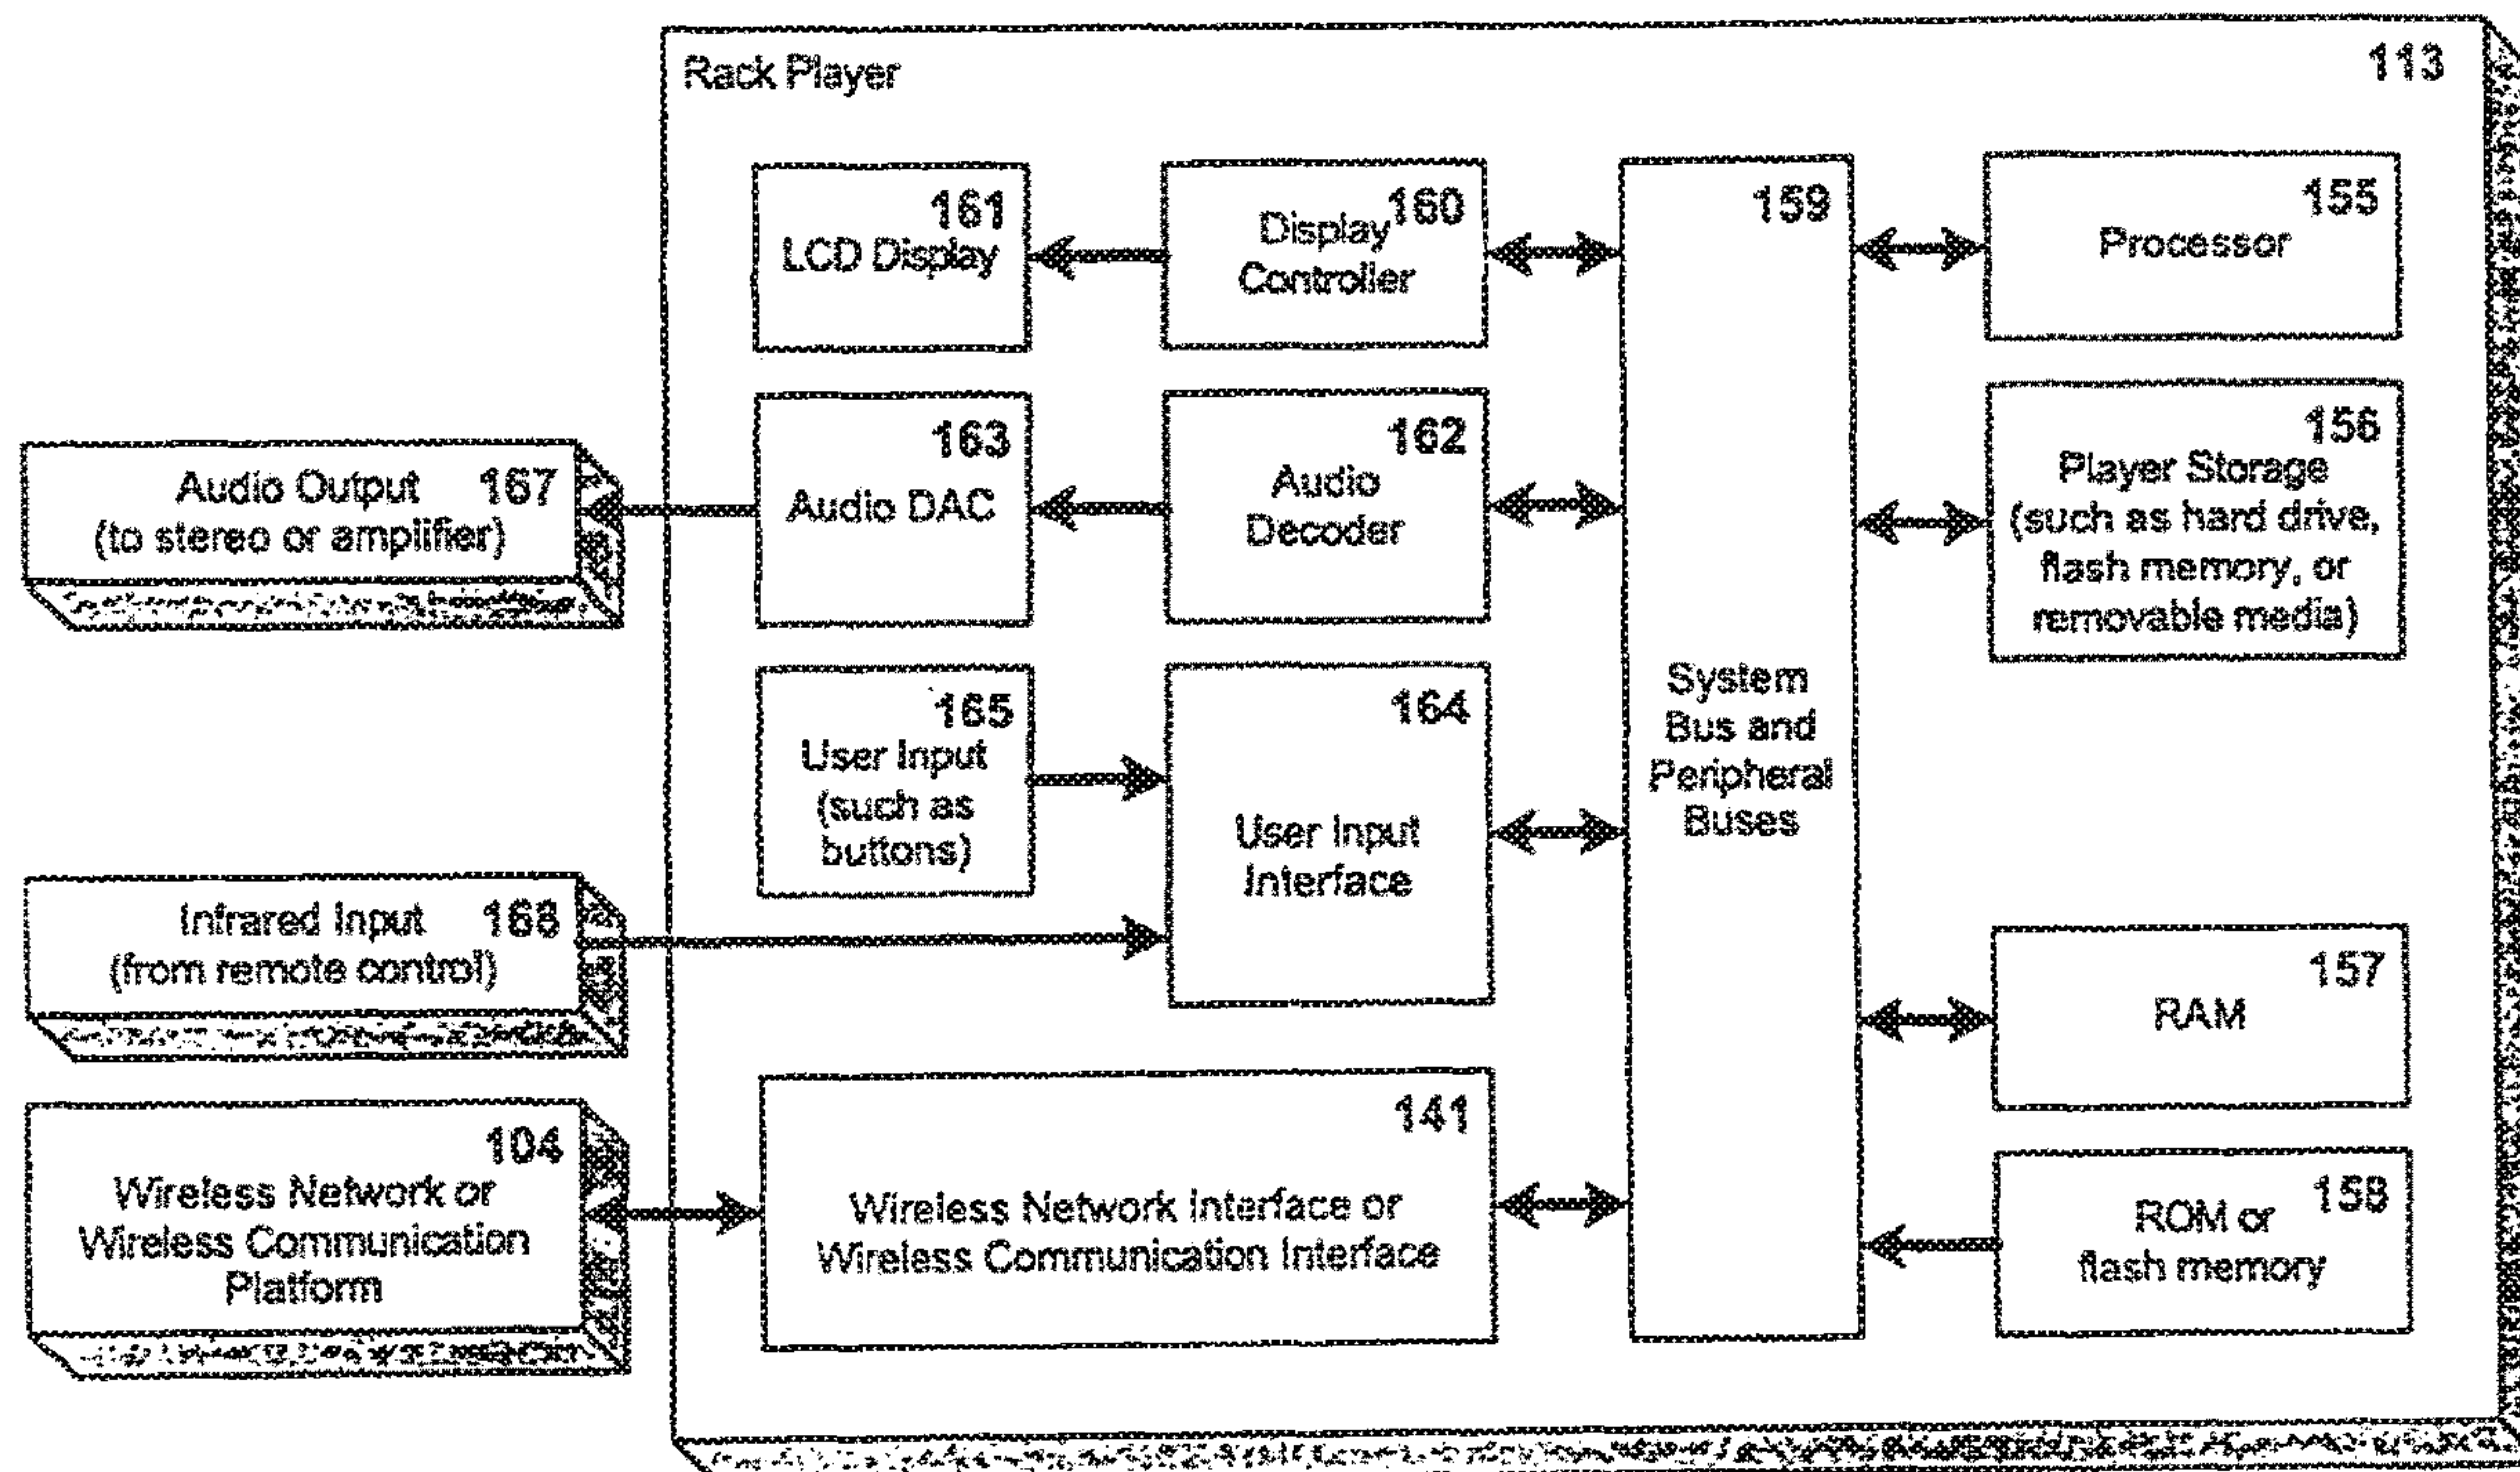 Rack Player
113
161
LCD Display
160
Display
Controller
159
System
Bus and
Peripheral
Buses
155
Processor
163
Audio DAC
162
Audio
Decoder
156
Player Storage
(such as hard drive,
flash memory, or
removable media)
Audio Output 167
(to stereo or amplifier)
165
User Input
(such as
buttons)
164
User Input
Interface
Infrared Input 168
(from remote control)
157
RAM
104
Wireless Network or
Wireless Communication
Platform
141
Wireless Network Interface or
Wireless Communication Interface
158
ROM or
flash memory